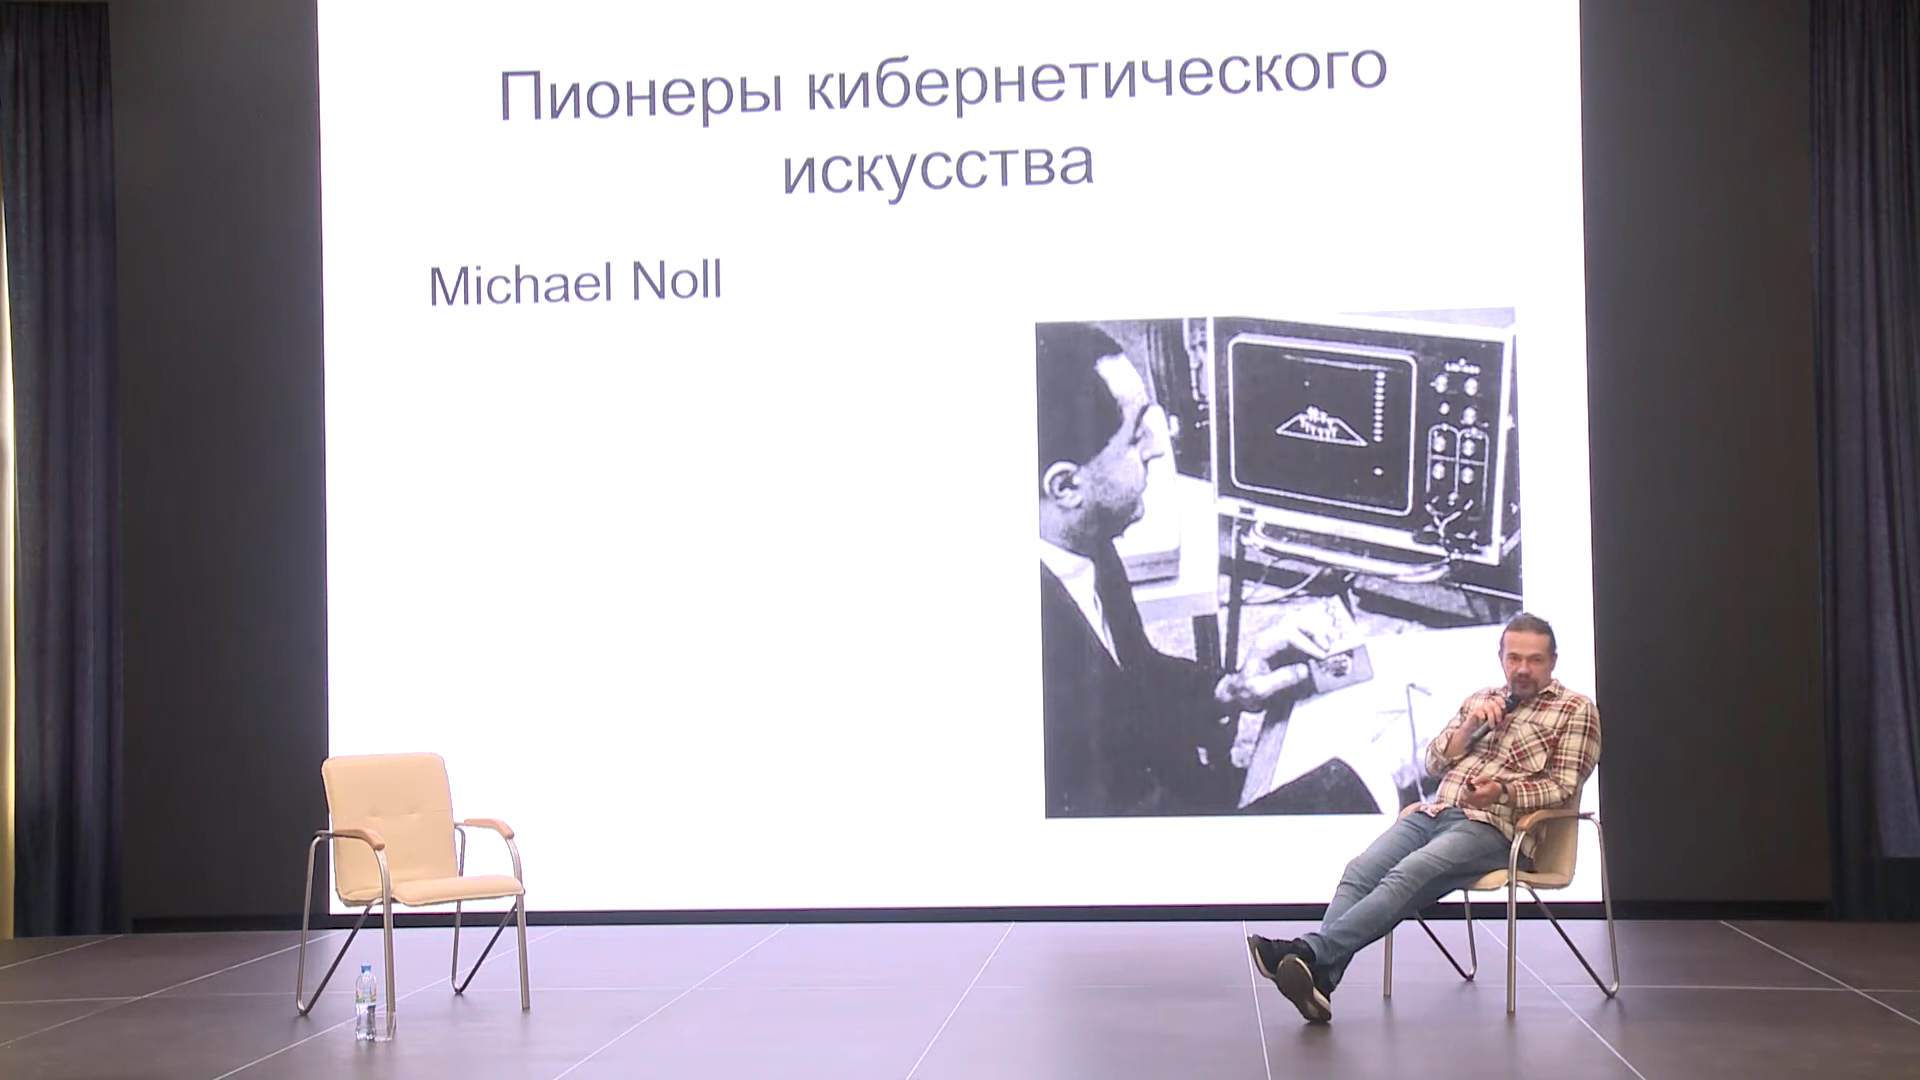 Пионеры кибернетического
искусства
Michael Noll